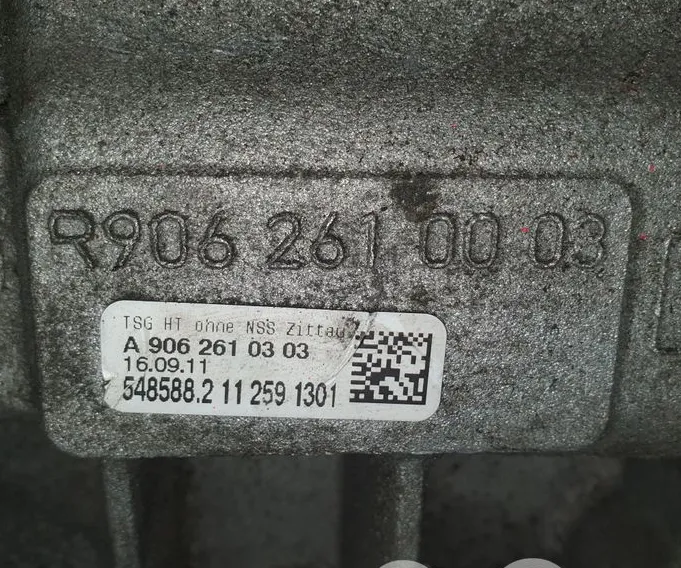 R906 261 00 03
TSG HT ohne NSS Zittau
A 906 261 03 03
16.09.11
548588.2 11 259 1301